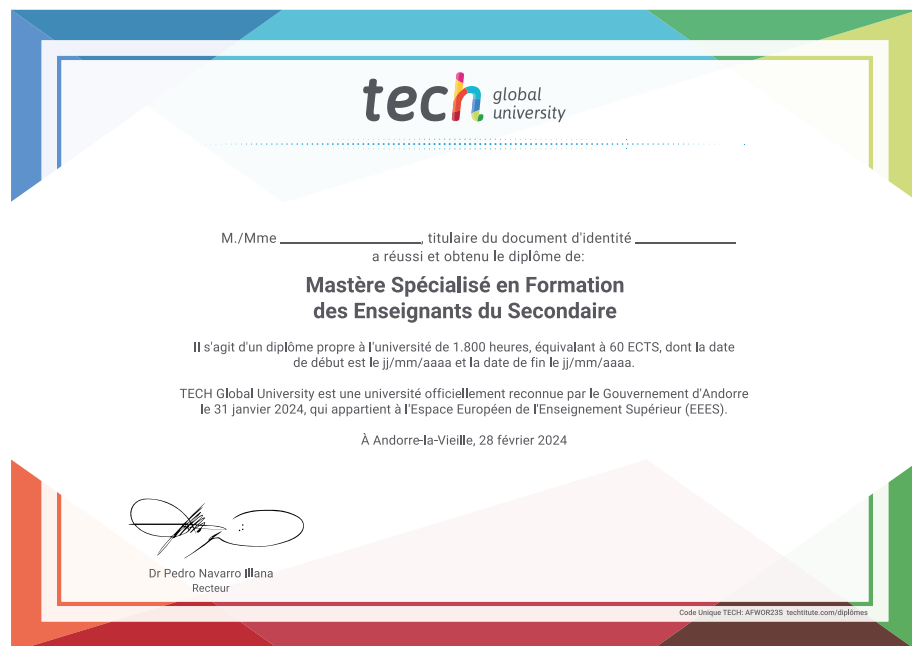 tech global university
M./Mme ____________________, titulaire du document d'identité ______________
a réussi et obtenu le diplôme de:
Mastère Spécialisé en Formation
des Enseignants du Secondaire
Il s'agit d'un diplôme propre à l'université de 1.800 heures, équivalant à 60 ECTS, dont la date
de début est le jj/mm/aaaa et la date de fin le jj/mm/aaaa.
TECH Global University est une université officiellement reconnue par le Gouvernement d'Andorre
le 31 janvier 2024, qui appartient à l'Espace Européen de l'Enseignement Supérieur (EEES).
À Andorre-la-Vieille, 28 février 2024
Dr Pedro Navarro Illana
Recteur
Code Unique TECH: AFWOR23S techtitute.com/diplômes